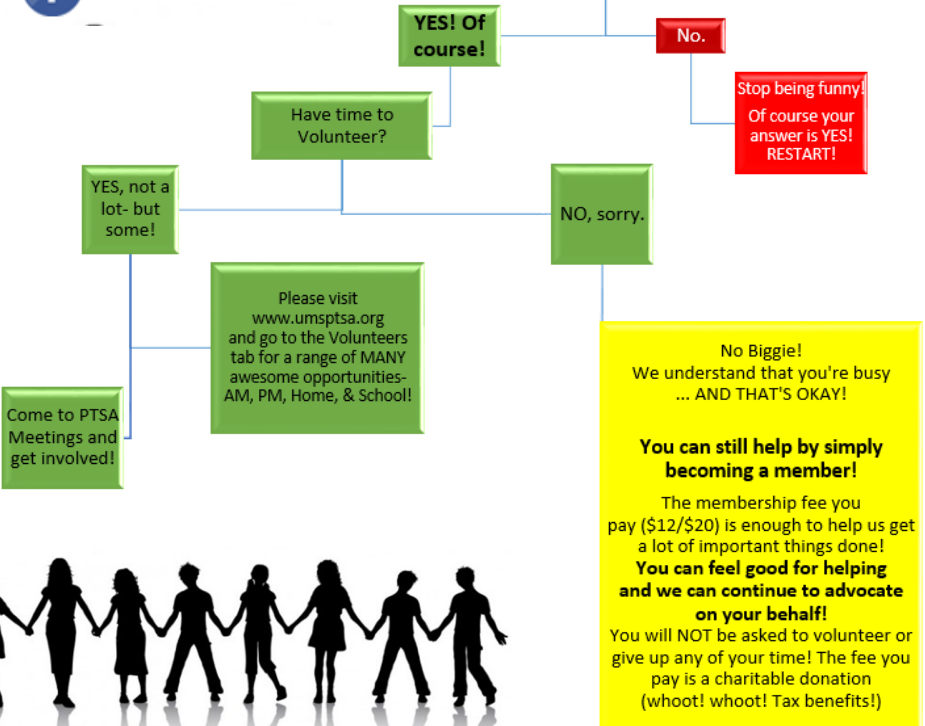 YES! Of
course!
No.
Stop being funny!
Of course your
answer is YES!
RESTART!
Have time to
Volunteer?
YES, not a
lot- but
some!
NO, sorry.
Please visit
www.umsptsa.org
and go to the Volunteers
tab for a range of MANY
awesome opportunities-
AM, PM, Home, & School!
Come to PTSA
Meetings and
get involved!
No Biggie!
We understand that you're busy
... AND THAT'S OKAY!
You can still help by simply
becoming a member!
The membership fee you
pay ($12/$20) is enough to help us get
a lot of important things done!
You can feel good for helping
and we can continue to advocate
on your behalf!
You will NOT be asked to volunteer or
give up any of your time! The fee you
pay is a charitable donation
(whoot! whoot! Tax benefits!)